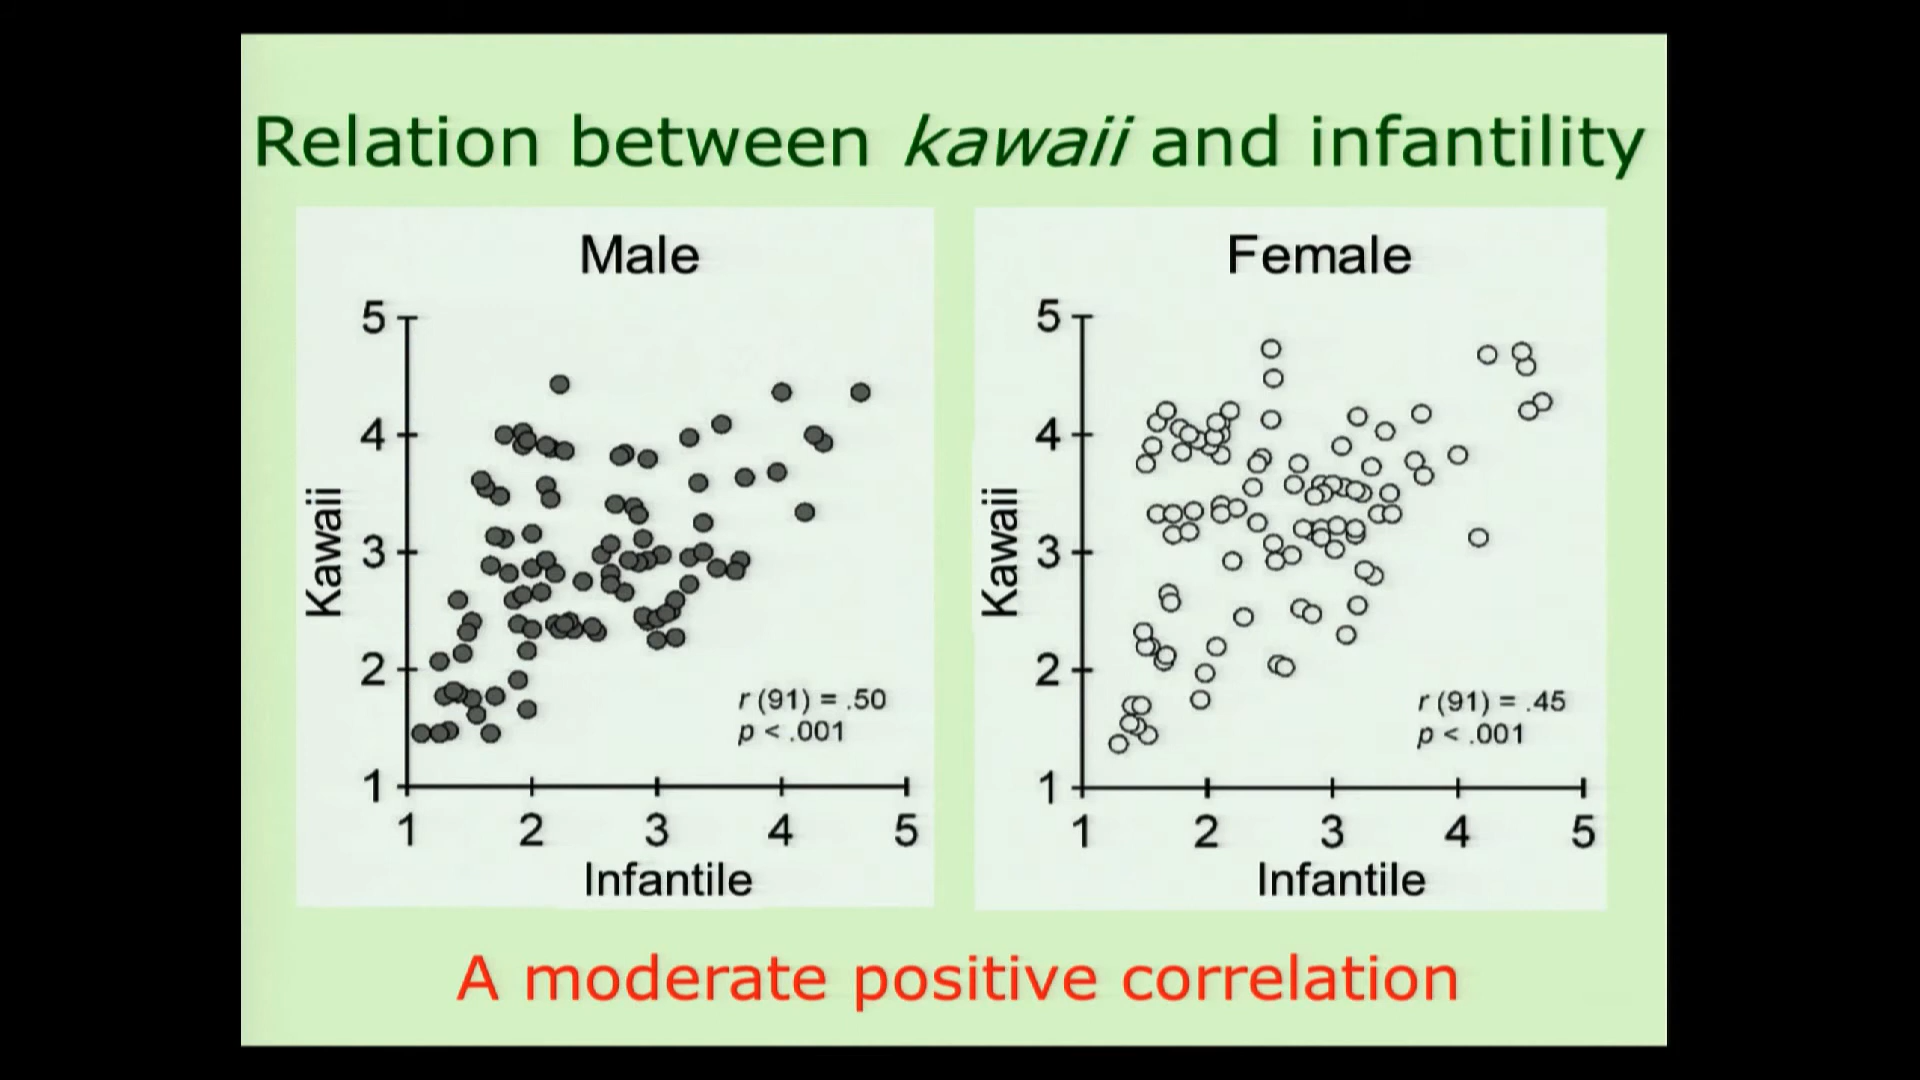 Relation between kawaii and infantility
Male
Kawaii
5
4
3
2
1
r (91) = .50
p < .001
1 2 3 4 5
Infantile
Female
Kawaii
5
4
3
2
1
r (91) = .45
p < .001
1 2 3 4 5
Infantile
A moderate positive correlation